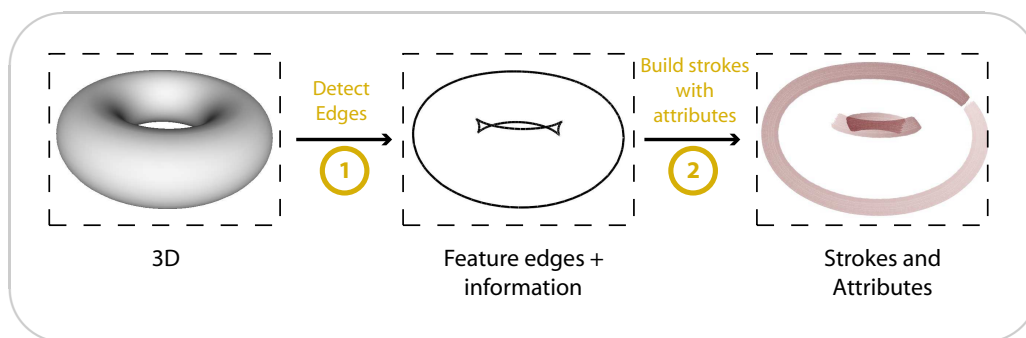 Detect
Edges
1
Build strokes
with
attributes
2
3D
Feature edges +
information
Strokes and
Attributes